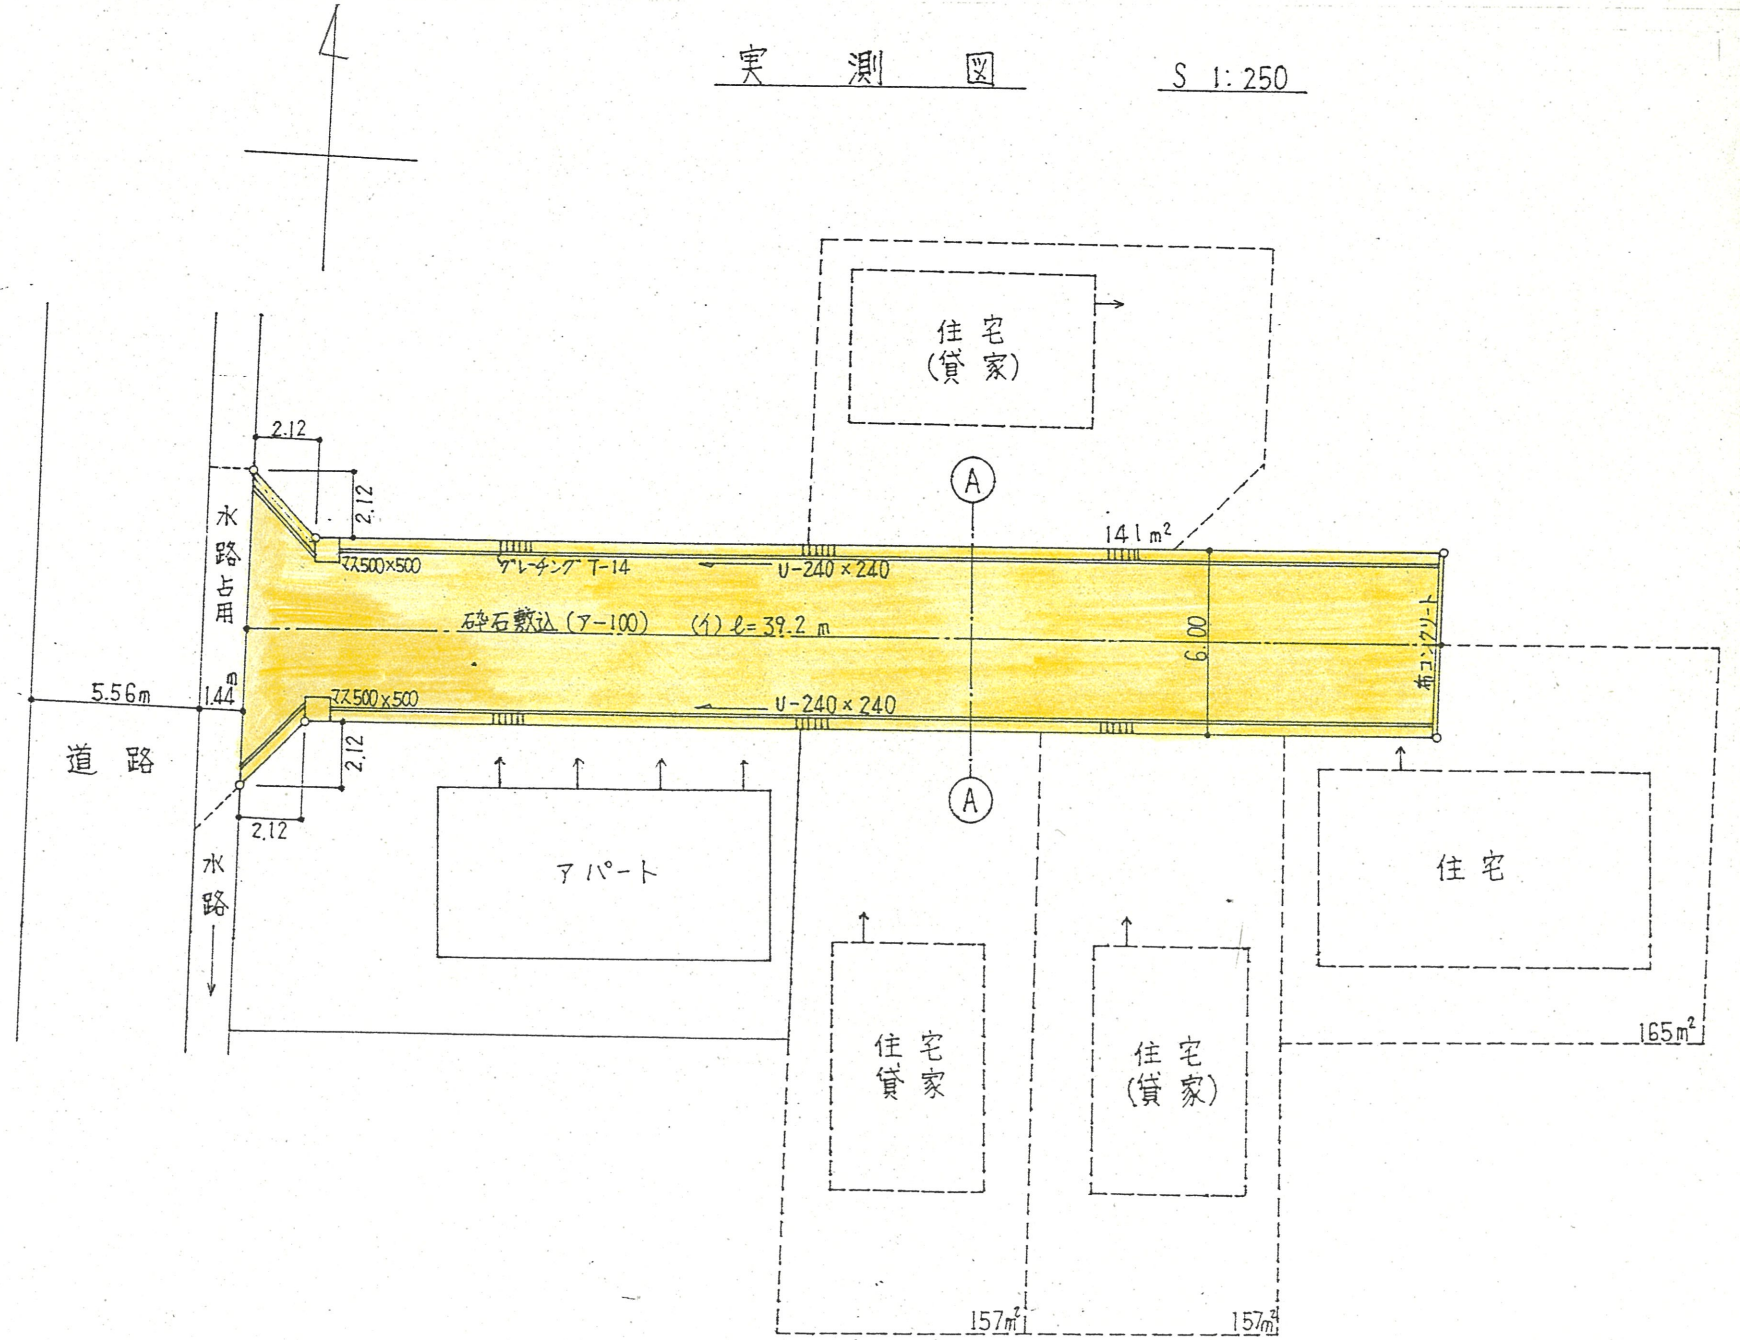 実測図 S 1:250
住宅
(貸家)
2.12
2.12
水路占用
A
141 m²
マス500×500
グレーチング T-14
U-240×240
砕石敷込 (ア-100) (イ) ℓ=39.2 m
6.00
布コンクリート
5.56m
1.44m
マス500×500
U-240×240
道路
2.12
2.12
A
水路
アパート
住宅
165m²
住宅
貸家
住宅
(貸家)
157m²
157m²